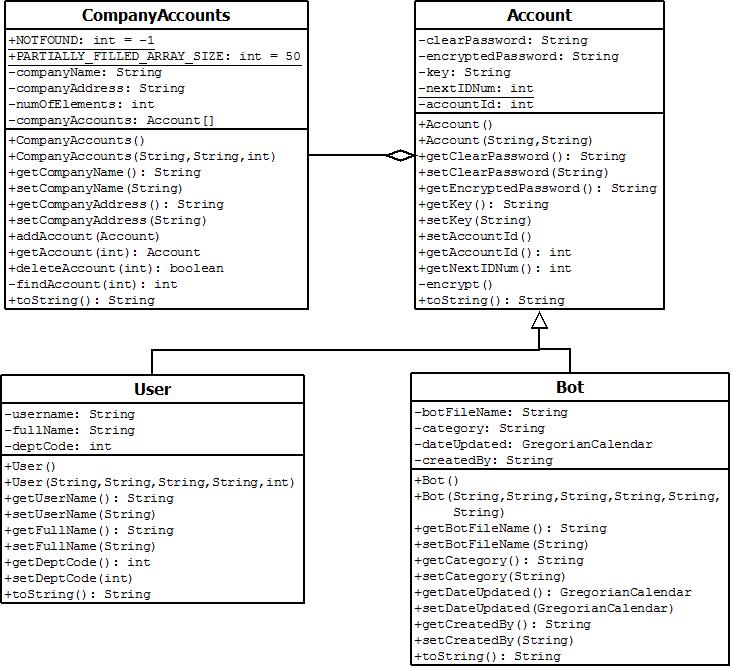 CompanyAccounts
+NOTFOUND: int = -1
+PARTIALLY_FILLED_ARRAY_SIZE: int = 50
-companyName: String
-companyAddress: String
-numOfElements: int
-companyAccounts: Account[]
+CompanyAccounts()
+CompanyAccounts(String,String,int)
+getCompanyName(): String
+setCompanyName(String)
+getCompanyAddress(): String
+setCompanyAddress(String)
+addAccount(Account)
+getAccount(int): Account
+deleteAccount(int): boolean
-findAccount(int): int
+toString(): String
Account
-clearPassword: String
-encryptedPassword: String
-key: String
-nextIDNum: int
-accountId: int
+Account()
+Account(String,String)
+getClearPassword(): String
+setClearPassword(String)
+getEncryptedPassword(): String
+getKey(): String
+setKey(String)
+setAccountId()
+getAccountId(): int
+getNextIDNum(): int
-encrypt()
+toString(): String
User
-username: String
-fullName: String
-deptCode: int
+User()
+User(String,String,String,String,int)
+getUserName(): String
+setUserName(String)
+getFullName(): String
+setFullName(String)
+getDeptCode(): int
+setDeptCode(int)
+toString(): String
Bot
-botFileName: String
-category: String
-dateUpdated: GregorianCalendar
-createdBy: String
+Bot()
+Bot(String,String,String,String,String,
String)
+getBotFileName(): String
+setBotFileName(String)
+getCategory(): String
+setCategory(String)
+getDateUpdated(): GregorianCalendar
+setDateUpdated(GregorianCalendar)
+getCreatedBy(): String
+setCreatedBy(String)
+toString(): String